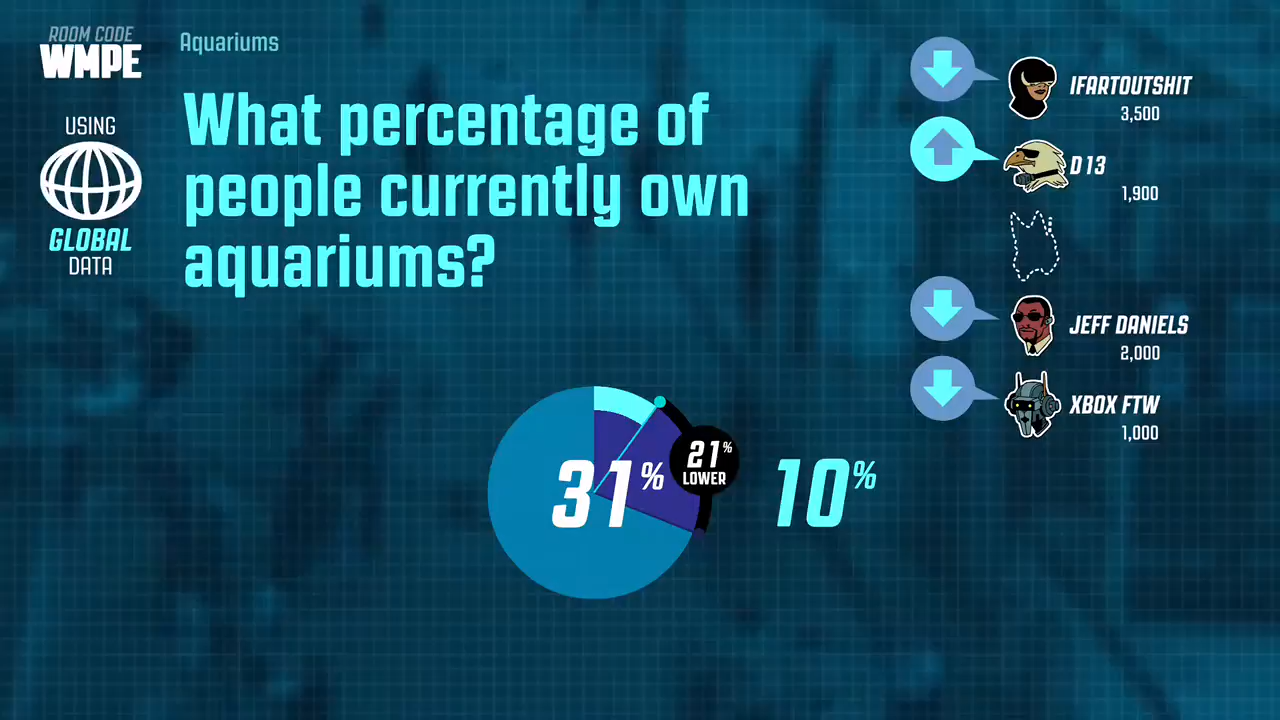 ROOM CODE
WMPE
USING
GLOBAL
DATA
Aquariums
What percentage of
people currently own
aquariums?
31%
21%
LOWER
10%
IFARTOUTSHIT
3,500
D13
1,900
JEFF DANIELS
2,000
XBOX FTW
1,000